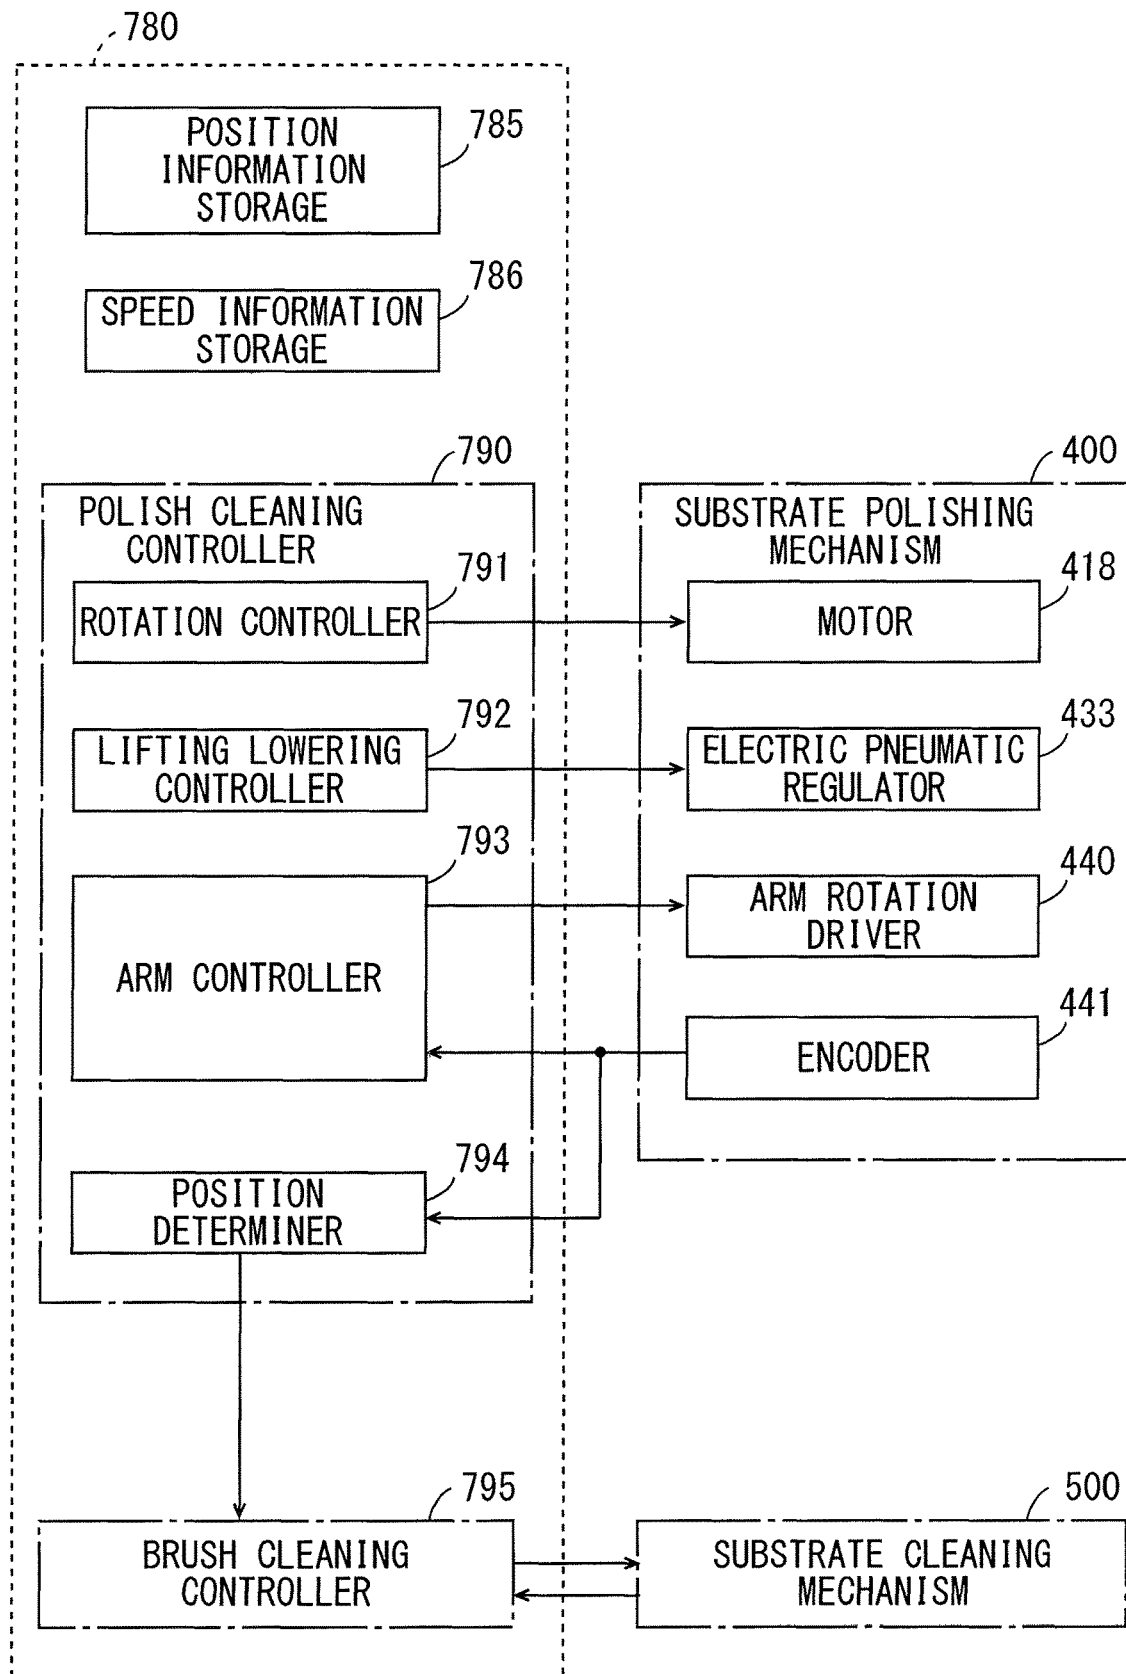 780
POSITION
INFORMATION
STORAGE
785
SPEED INFORMATION
STORAGE
786
790
POLISH CLEANING
CONTROLLER
791
ROTATION CONTROLLER
792
LIFTING LOWERING
CONTROLLER
793
ARM CONTROLLER
794
POSITION
DETERMINER
400
SUBSTRATE POLISHING
MECHANISM
418
MOTOR
433
ELECTRIC PNEUMATIC
REGULATOR
440
ARM ROTATION
DRIVER
441
ENCODER
795
BRUSH CLEANING
CONTROLLER
500
SUBSTRATE CLEANING
MECHANISM